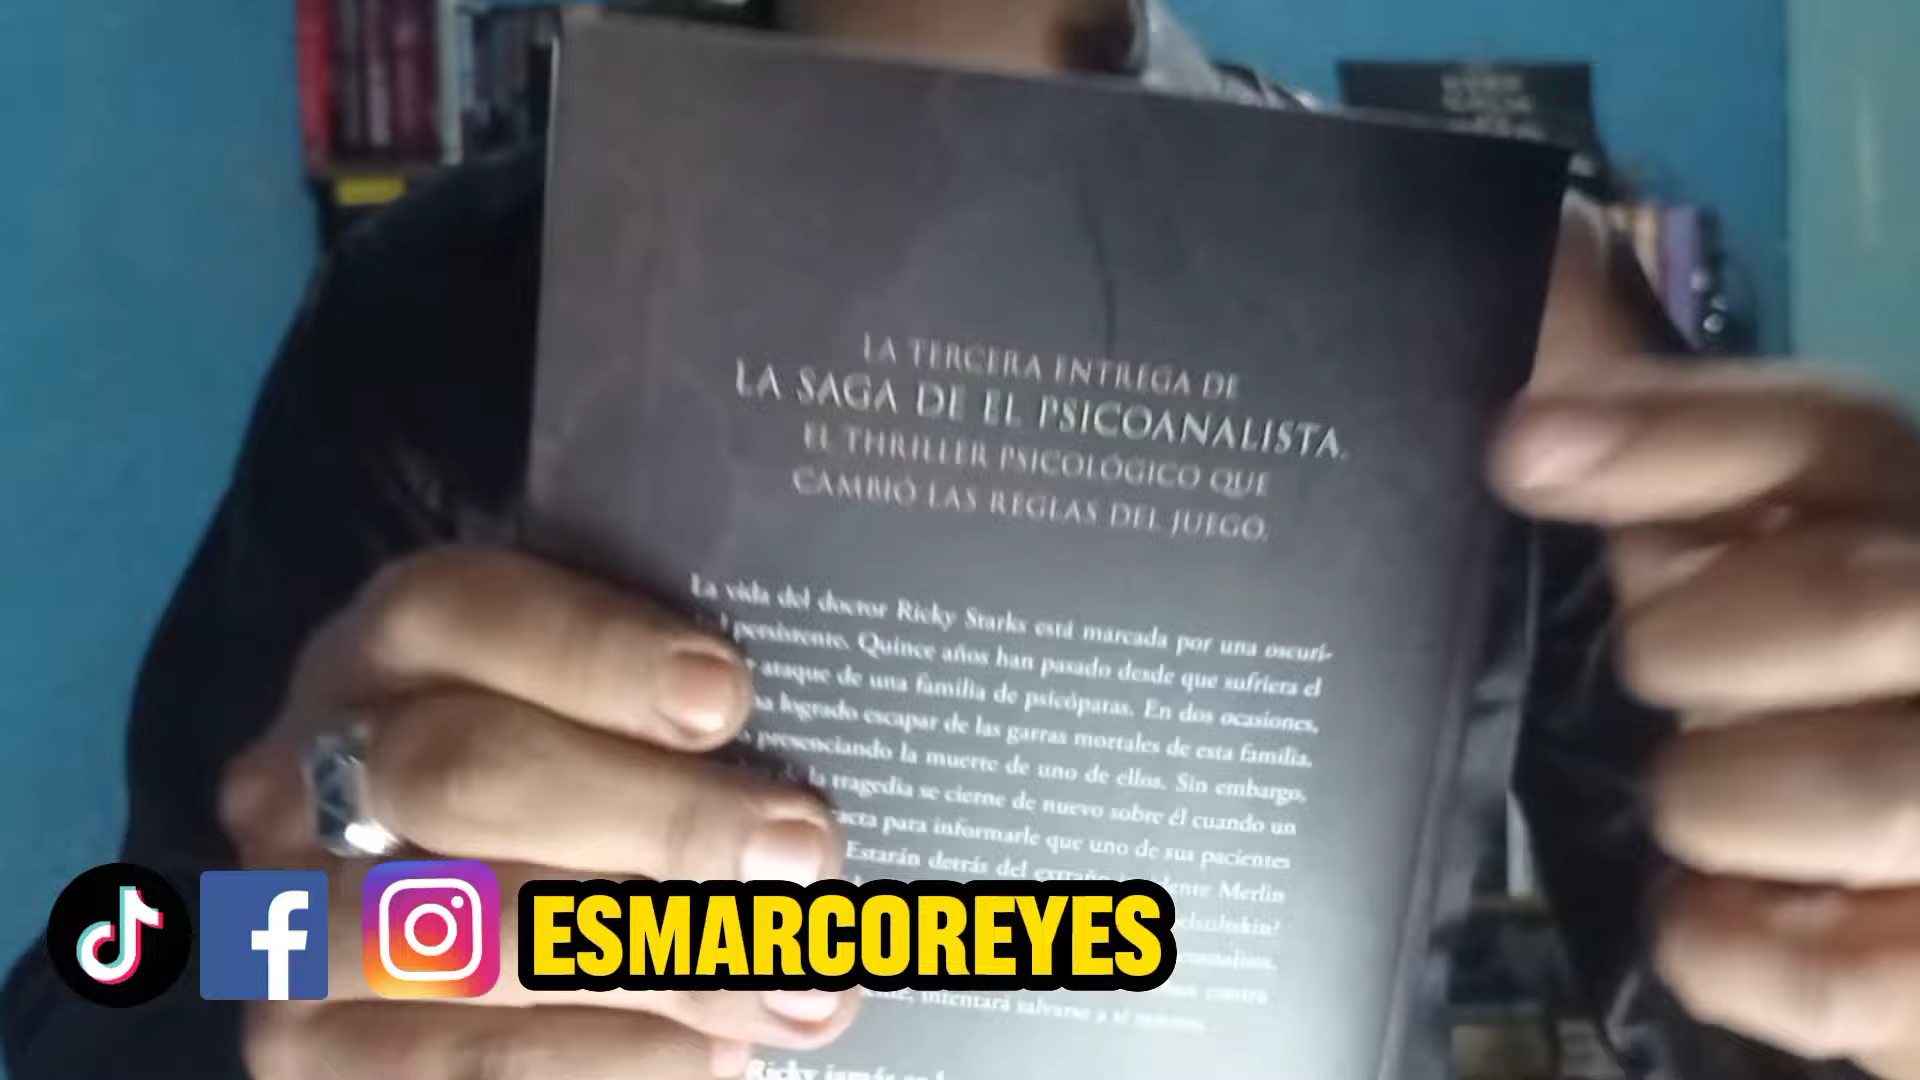 LA TERCERA ENTREGA DE
LA SAGA DE EL PSICOANALISTA,
EL THRILLER PSICOLÓGICO QUE
CAMBIÓ LAS REGLAS DEL JUEGO.
La vida del doctor Ricky Starks está marcada por una oscuri-
persistente. Quince años han pasado desde que sufriera el
ataque de una familia de psicópatas. En dos ocasiones,
logrado escapar de las garras mortales de esta familia,
presenciando la muerte de uno de ellos. Sin embargo,
la tragedia se cierne de nuevo sobre él cuando un
para informarle que uno de sus pacientes
Estarán detrás del extraño Merlin
intentará salvarse a sí mismo.
Ricky jamás
ESMARCOREYES